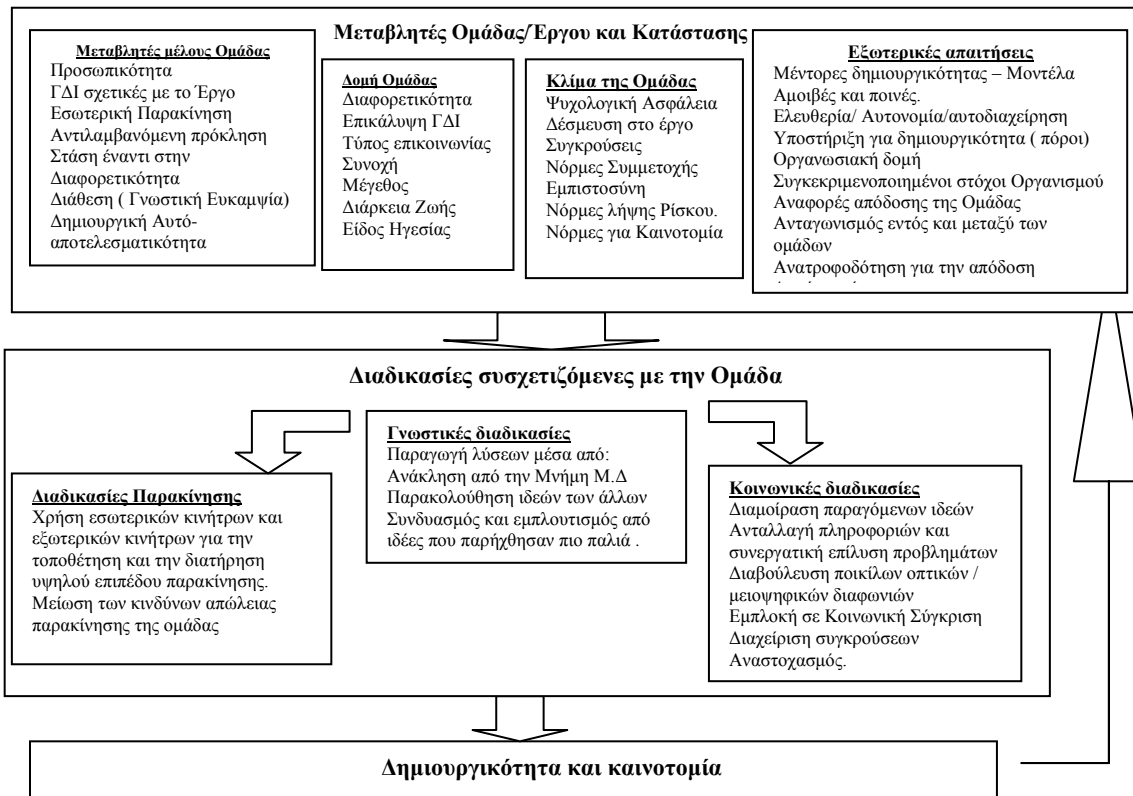 Μεταβλητές Ομάδας/Έργου και Κατάστασης
Μεταβλητές μέλους Ομάδας
Προσωπικότητα
ΓΔΙ σχετικές με το Έργο
Εσωτερική Παρακίνηση
Αντιλαμβανόμενη πρόκληση
Στάση έναντι στην
Διαφορετικότητα
Διάθεση ( Γνωστική Ευκαμψία)
Δημιουργική Αυτό-
αποτελεσματικότητα
Δομή Ομάδας
Διαφορετικότητα
Επικάλυψη ΓΔΙ
Τύπος επικοινωνίας
Συνοχή
Μέγεθος
Διάρκεια Ζωής
Είδος Ηγεσίας
Κλίμα της Ομάδας
Ψυχολογική Ασφάλεια
Δέσμευση στο έργο
Συγκρούσεις
Νόρμες Συμμετοχής
Εμπιστοσύνη
Νόρμες λήψης Ρίσκου.
Νόρμες για Καινοτομία
Εξωτερικές απαιτήσεις
Μέντορες δημιουργικότητας – Μοντέλα
Αμοιβές και ποινές.
Ελευθερία/ Αυτονομία/αυτοδιαχείρηση
Υποστήριξη για δημιουργικότητα ( πόροι)
Οργανωσιακή δομή
Συγκεκριμενοποιημένοι στόχοι Οργανισμού
Αναφορές απόδοσης της Ομάδας
Ανταγωνισμός εντός και μεταξύ των
ομάδων
Ανατροφοδότηση για την απόδοση
Διαδικασίες συσχετιζόμενες με την Ομάδα
Διαδικασίες Παρακίνησης
Χρήση εσωτερικών κινήτρων και
εξωτερικών κινήτρων για την
τοποθέτηση και την διατήρηση
υψηλού επιπέδου παρακίνησης.
Μείωση των κινδύνων απώλειας
παρακίνησης της ομάδας
Γνωστικές διαδικασίες
Παραγωγή λύσεων μέσα από:
Ανάκληση από την Μνήμη Μ.Δ
Παρακολούθηση ιδεών των άλλων
Συνδυασμός και εμπλουτισμός από
ιδέες που παρήχθησαν πιο παλιά .
Κοινωνικές διαδικασίες
Διαμοίραση παραγόμενων ιδεών
Ανταλλαγή πληροφοριών και
συνεργατική επίλυση προβλημάτων
Διαβούλευση ποικίλων οπτικών /
μειοψηφικών διαφωνιών
Εμπλοκή σε Κοινωνική Σύγκριση
Διαχείριση συγκρούσεων
Αναστοχασμός.
Δημιουργικότητα και καινοτομία